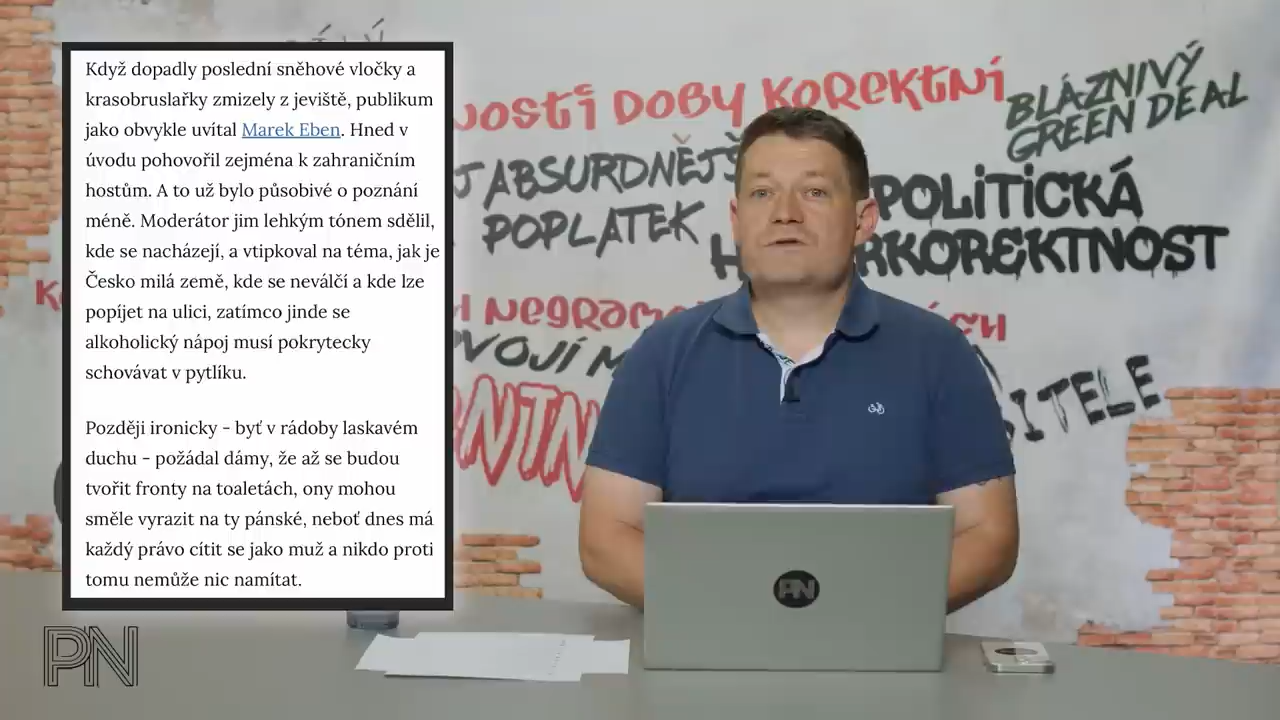 Když dopadly poslední sněhové vločky a
krasobruslařky zmizely z jeviště, publikum
jako obvykle uvítal Marek Eben. Hned v
úvodu pohovořil zejména k zahraničním
hostům. A to už bylo působivé o poznání
méně. Moderátor jim lehkým tónem sdělil,
kde se nacházejí, a vtipkoval na téma, jak je
Česko milá země, kde se neválčí a kde lze
popíjet na ulici, zatímco jinde se
alkoholický nápoj musí pokrytecky
schovávat v pytlíku.
Později ironicky - byť v rádoby laskavém
duchu - požádal dámy, že až se budou
tvořit fronty na toaletách, ony mohou
směle vyrazit na ty pánské, neboť dnes má
každý právo cítit se jako muž a nikdo proti
tomu nemůže nic namítat.
DOBY KOREKTNÍ
BLÁZNIVÝ
GREEN DEAL
POPLATEK
POLITICKÁ
PN
PN